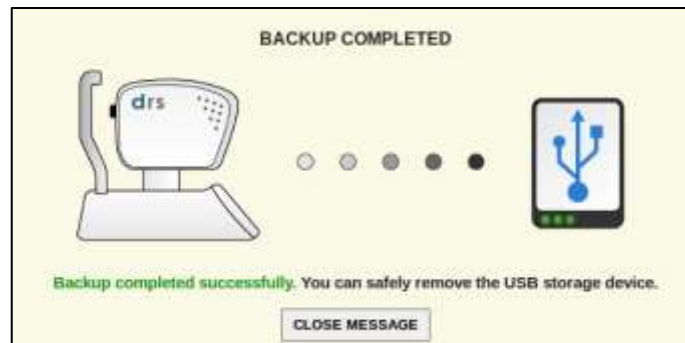 BACKUP COMPLETED
drs
Backup completed successfully. You can safely remove the USB storage device.
CLOSE MESSAGE